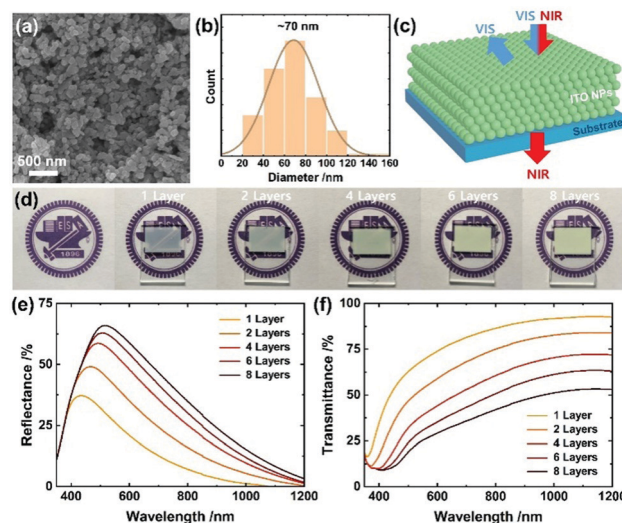 (a)
500 nm
(b)
~70 nm
Count
0 20 40 60 80 100 120 140 160
Diameter /nm
(c)
VIS
VIS NIR
ITO NPs
Substrate
NIR
(d)
1 Layer
2 Layers
4 Layers
6 Layers
8 Layers
1896
(e)
75
50
25
0
Reflectance /%
1 Layer
2 Layers
4 Layers
6 Layers
8 Layers
400 600 800 1000 1200
Wavelength /nm
(f)
100
75
50
25
0
Transmittance /%
1 Layer
2 Layers
4 Layers
6 Layers
8 Layers
400 600 800 1000 1200
Wavelength /nm